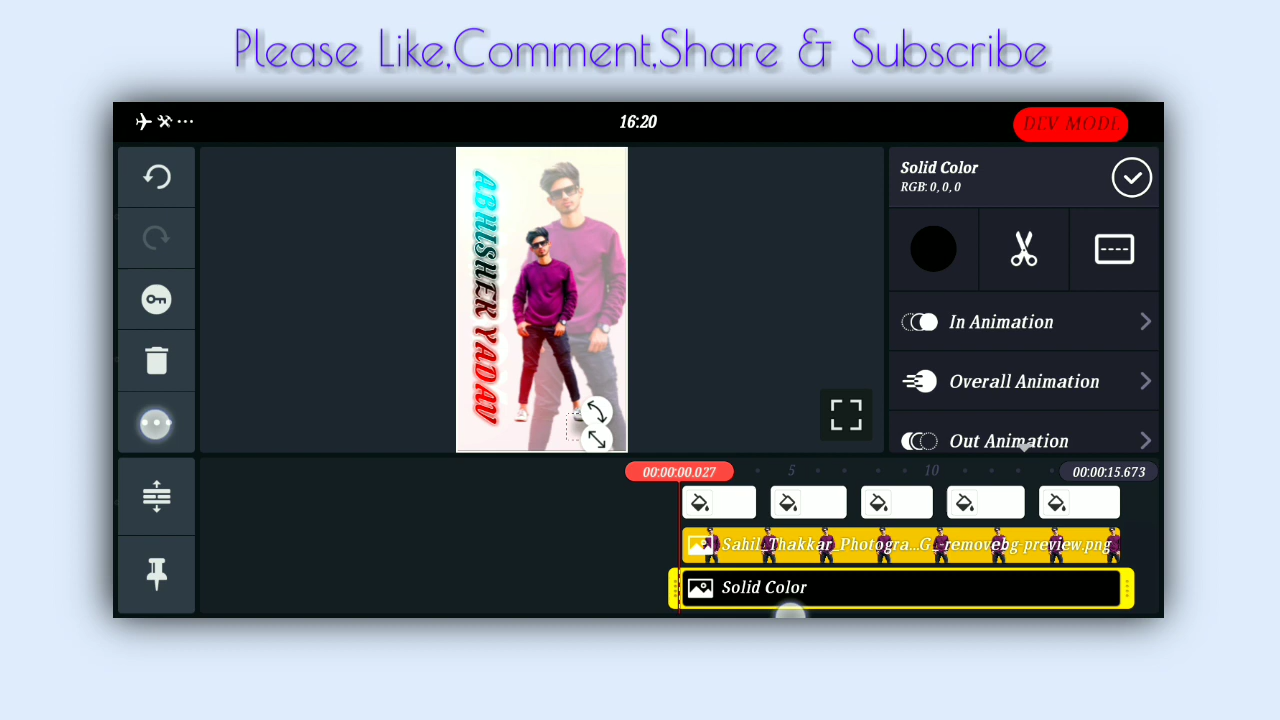 Please Like,Comment,Share & Subscribe
16:20
DEV MODE
Solid Color
RGB: 0, 0, 0
ABHISHEK YADAV
In Animation
Overall Animation
Out Animation
00:00:00.027
5
10
00:00:15.673
Sahil_Thakkar_Photogra...G_-removebg-preview.png
Solid Color